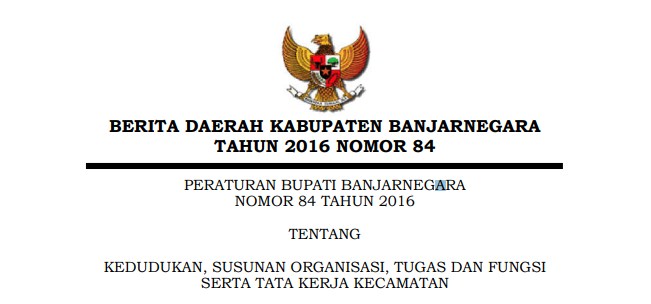 BERITA DAERAH KABUPATEN BANJARNEGARA
TAHUN 2016 NOMOR 84
PERATURAN BUPATI BANJARNEGARA
NOMOR 84 TAHUN 2016
TENTANG
KEDUDUKAN, SUSUNAN ORGANISASI, TUGAS DAN FUNGSI
SERTA TATA KERJA KECAMATAN